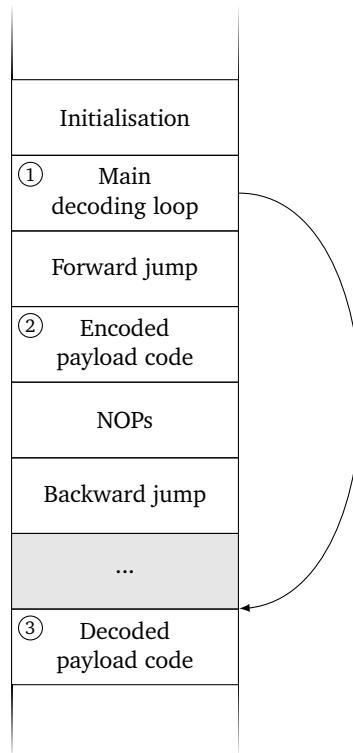 Initialisation
① Main
decoding loop
Forward jump
② Encoded
payload code
NOPs
Backward jump
...
③ Decoded
payload code